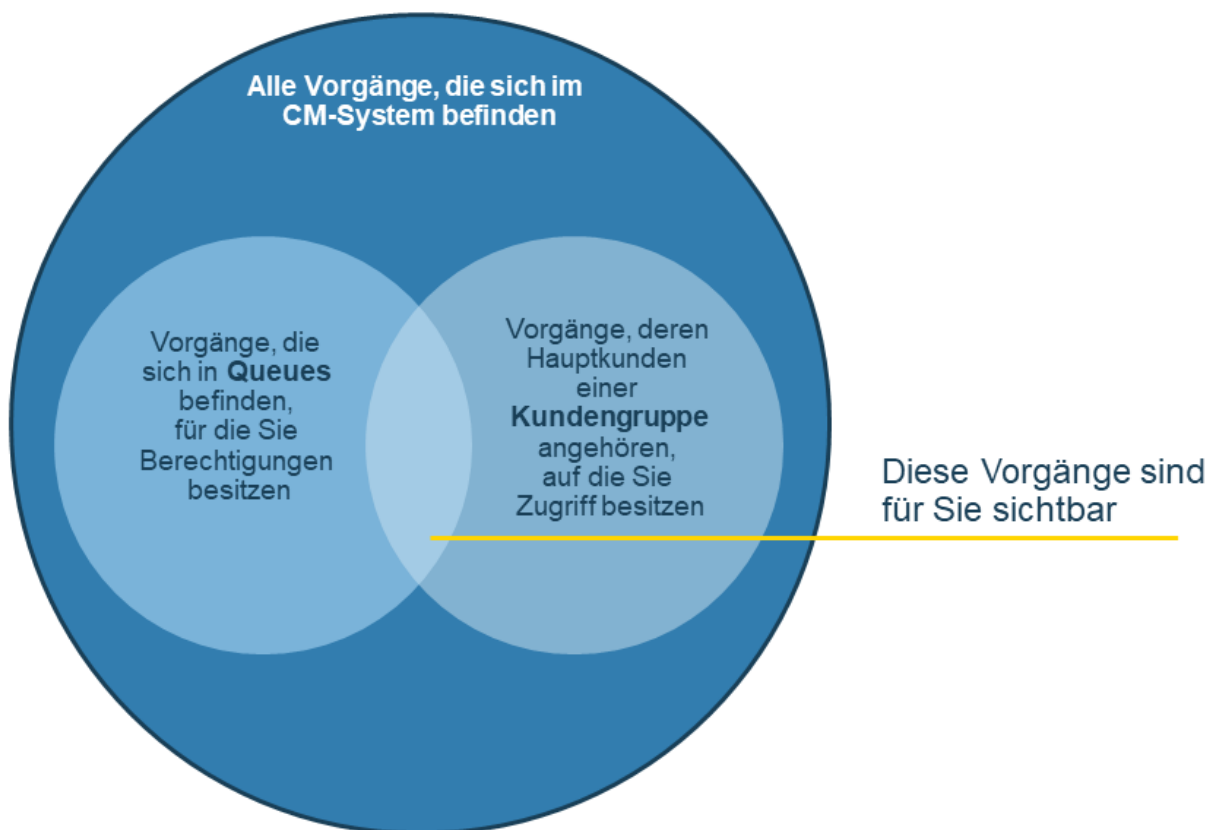 Alle Vorgänge, die sich im
CM-System befinden
Vorgänge, die
sich in Queues
befinden,
für die Sie
Berechtigungen
besitzen
Vorgänge, deren
Hauptkunden
einer
Kundengruppe
angehören,
auf die Sie
Zugriff besitzen
Diese Vorgänge sind
für Sie sichtbar